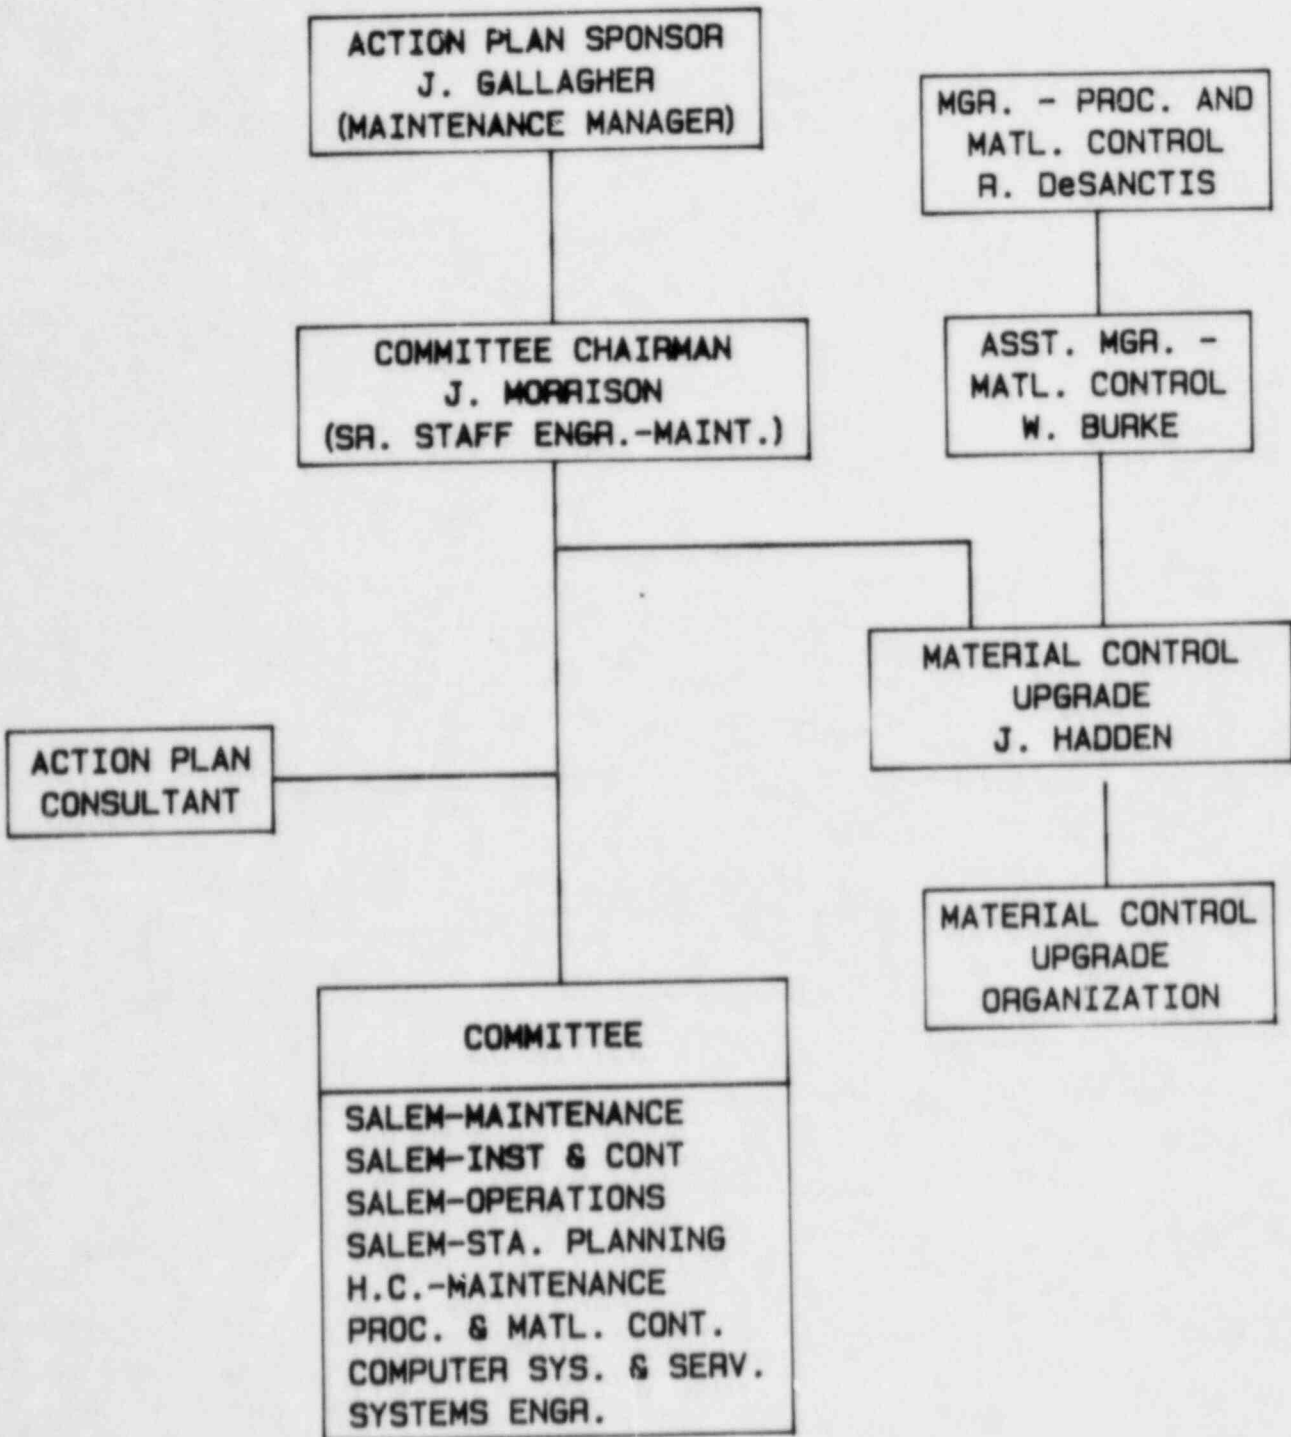 ACTION PLAN SPONSOR
J. GALLAGHER
(MAINTENANCE MANAGER)
MGR. - PROC. AND
MATL. CONTROL
R. DeSANCTIS
COMMITTEE CHAIRMAN
J. MORRISON
(SR. STAFF ENGR.-MAINT.)
ASST. MGR. -
MATL. CONTROL
W. BURKE
MATERIAL CONTROL
UPGRADE
J. HADDEN
ACTION PLAN
CONSULTANT
MATERIAL CONTROL
UPGRADE
ORGANIZATION
COMMITTEE
SALEM-MAINTENANCE
SALEM-INST & CONT
SALEM-OPERATIONS
SALEM-STA. PLANNING
H.C.-MAINTENANCE
PROC. & MATL. CONT.
COMPUTER SYS. & SERV.
SYSTEMS ENGR.